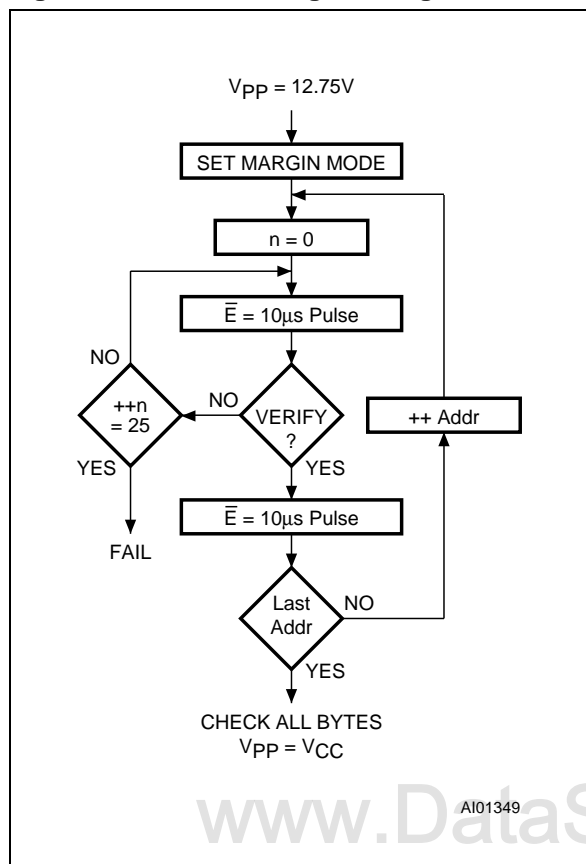 VPP = 12.75V
SET MARGIN MODE
n = 0
E̅ = 10µs Pulse
NO
++n
= 25
NO
VERIFY
?
++ Addr
YES
YES
E̅ = 10µs Pulse
FAIL
Last
Addr
NO
YES
CHECK ALL BYTES
VPP = VCC
AI01349
www.DataS